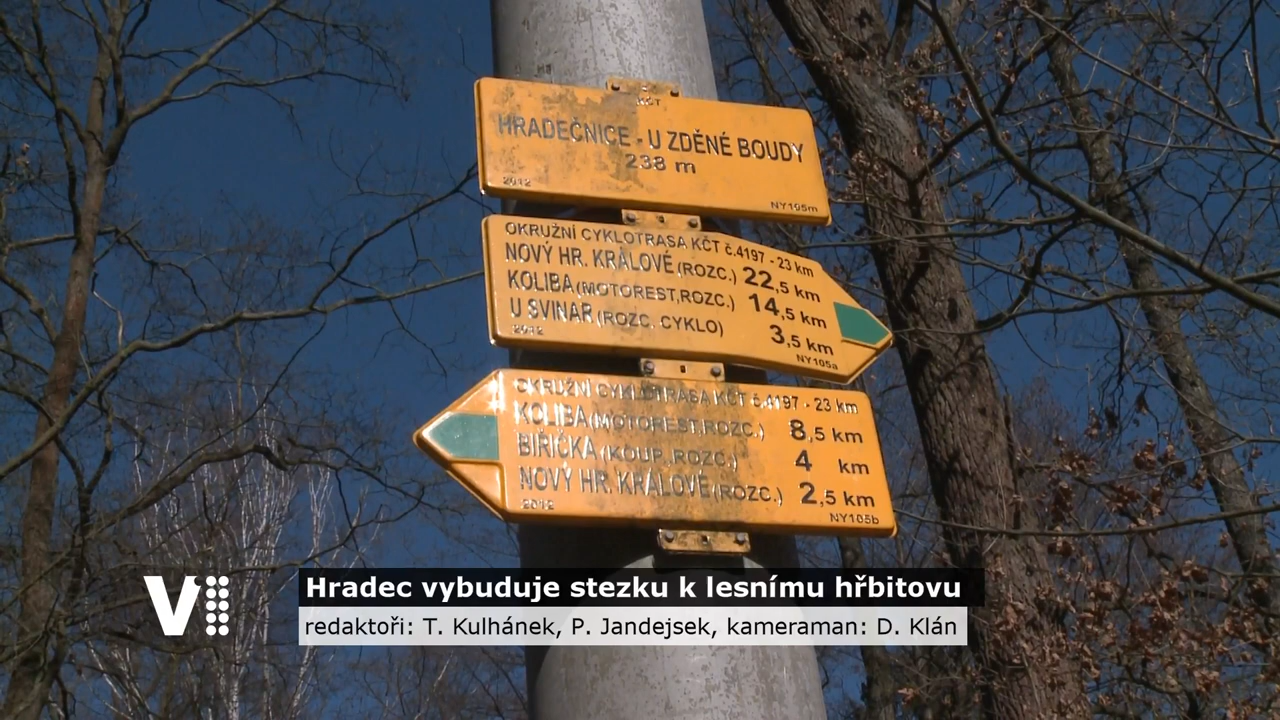 KČT
HRADEČNICE - U ZDĚNÉ BOUDY
238 m
2012
NY105m
OKRUŽNÍ CYKLOTRASA KČT č.4197 - 23 km
NOVÝ HR. KRÁLOVÉ (ROZC.) 22,5 km
KOLIBA (MOTOREST,ROZC.) 14,5 km
U SVINAR (ROZC. CYKLO) 3,5 km
2012
NY105a
OKRUŽNÍ CYKLOTRASA KČT č.4197 - 23 km
KOLIBA (MOTOREST,ROZC.) 8,5 km
BIŘIČKA (KOUP.,ROZC.) 4 km
NOVÝ HR. KRÁLOVÉ (ROZC.) 2,5 km
2012
NY105b
V
Hradec vybuduje stezku k lesnímu hřbitovu
redaktoři: T. Kulhánek, P. Jandejsek, kameraman: D. Klán